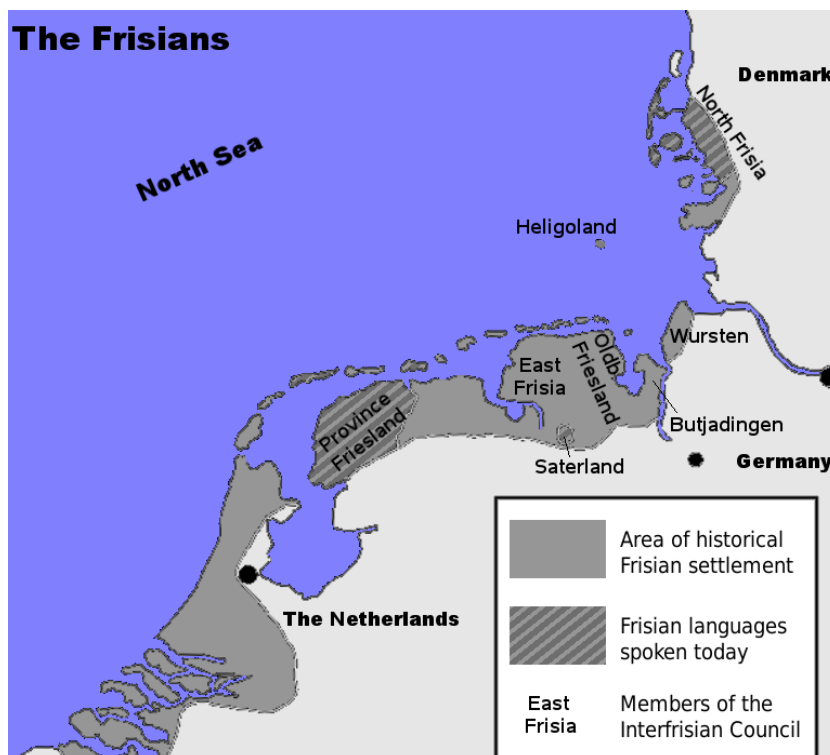 The Frisians
Denmark
North Frisia
North Sea
Heligoland
Wursten
Oldb
Friesland
East
Frisia
Province
Friesland
Butjadingen
Saterland
Germany
The Netherlands
Area of historical
Frisian settlement
Frisian languages
spoken today
East
Frisia
Members of the
Interfrisian Council